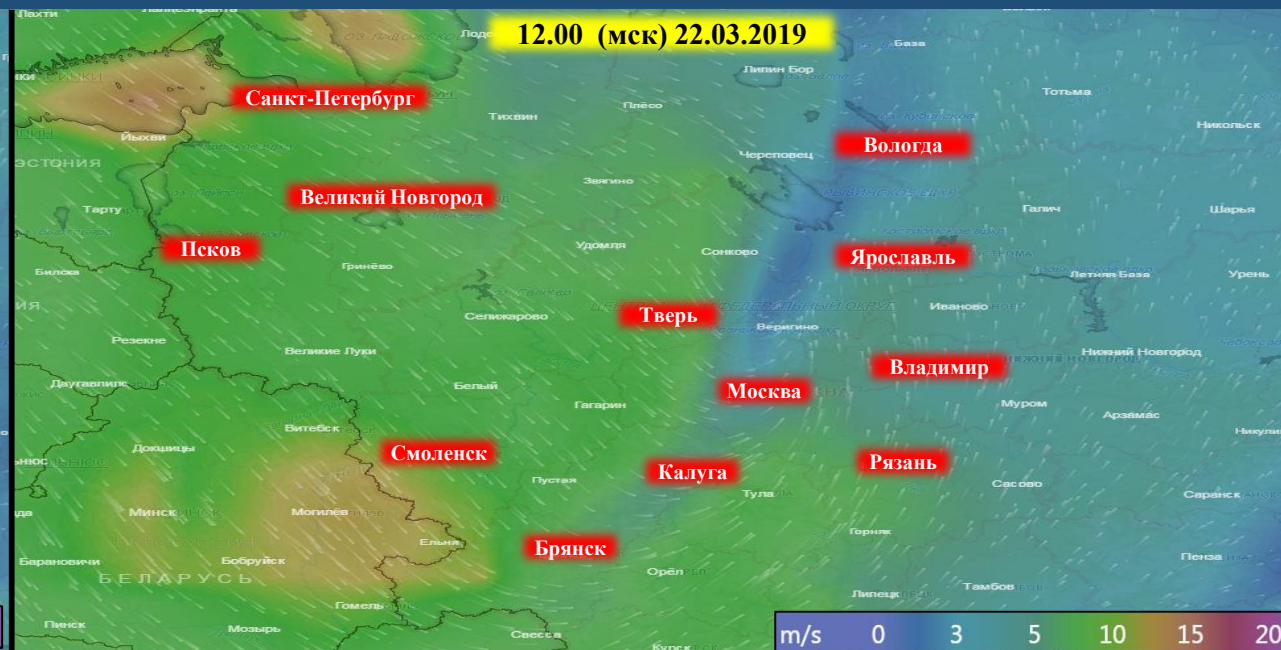 Лахти
12.00 (мск) 22.03.2019
База
Липин Бор
Тотьма
Санкт-Петербург
Плёсо
Тихвин
Никольск
Йыхви
Вологда
Череповец
ЭСТОНИЯ
Звягино
Великий Новгород
Тарту
Галич
Шарья
Псков
Удомля
Сонково
Ярославль
Билска
Гринёво
Летняя База
Урень
Селижарово
Тверь
Иваново
Веригино
Резекне
Великие Луки
Нижний Новгород
Владимир
Даугавпилс
Белый
Москва
Гагарин
Муром
Арзамас
Витебск
Докшицы
Смоленск
Рязань
Калуга
Пустая
Тула
Сасово
Саранск
Минск
Могилёв
Горняк
Ельня
Брянск
Барановичи
Бобруйск
Пенза
Орёл
БЕЛАРУСЬ
Тамбов
Липецк
Гомель
Пинск
Мозырь
Свесса
Курск
m/s 0 3 5 10 15 20